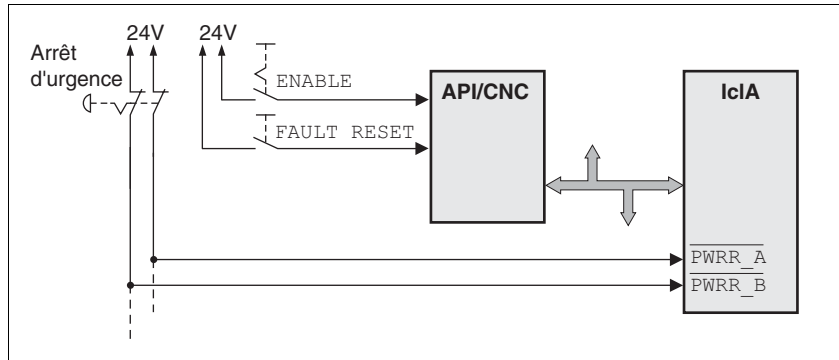 24V
24V
Arrêt
d'urgence
ENABLE
FAULT RESET
API/CNC
IclA
PWRR_A
PWRR_B